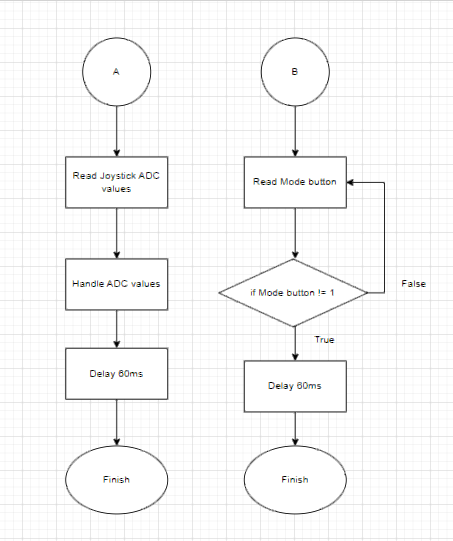 A
Read Joystick ADC
values
Handle ADC values
Delay 60ms
Finish
B
Read Mode button
if Mode button != 1
False
True
Delay 60ms
Finish